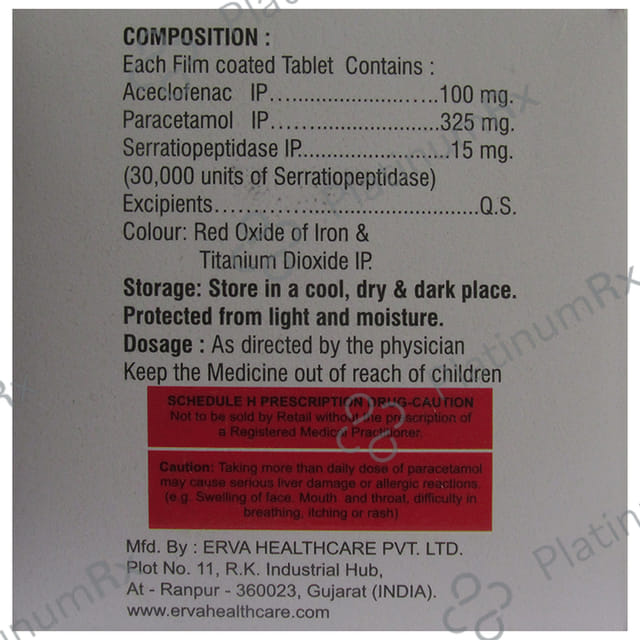 COMPOSITION :
Each Film coated Tablet Contains :
Aceclofenac IP.........................100 mg.
Paracetamol IP.........................325 mg.
Serratiopeptidase IP......................15 mg.
(30,000 units of Serratiopeptidase)
Excipients.....................................Q.S.
Colour: Red Oxide of Iron &
Titanium Dioxide IP.
Storage: Store in a cool, dry & dark place.
Protected from light and moisture.
Dosage : As directed by the physician
Keep the Medicine out of reach of children
SCHEDULE H PRESCRIPTION DRUG-CAUTION
Not to be sold by Retail without the prescription of
a Registered Medical Practitioner.
Caution: Taking more than daily dose of paracetamol
may cause serious liver damage or allergic reactions.
(e.g. Swelling of face. Mouth and throat, difficulty in
breathing, itching or rash)
Mfd. By : ERVA HEALTHCARE PVT. LTD.
Plot No. 11, R.K. Industrial Hub,
At - Ranpur - 360023, Gujarat (INDIA).
www.ervahealthcare.com
PlatinumRx
PlatinumRx
PlatinumRx
PlatinumRx